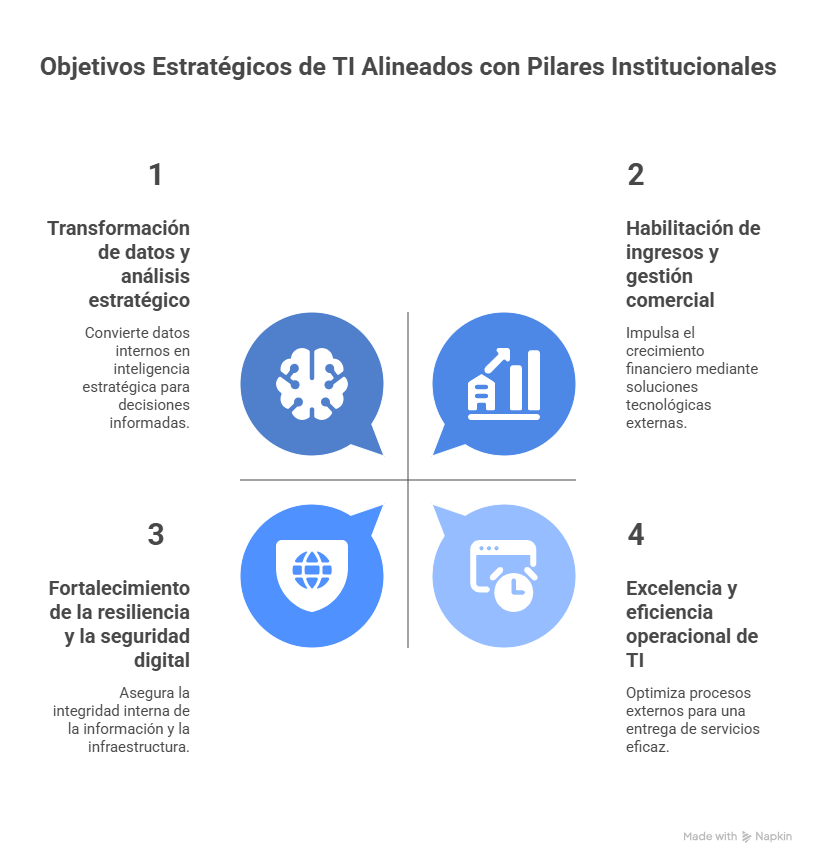 Objetivos Estratégicos de TI Alineados con Pilares Institucionales
1
Transformación
de datos y
análisis
estratégico
Convierte datos
internos en
inteligencia
estratégica para
decisiones
informadas.
2
Habilitación de
ingresos y
gestión
comercial
Impulsa el
crecimiento
financiero mediante
soluciones
tecnológicas
externas.
3
Fortalecimiento
de la resiliencia
y la seguridad
digital
Asegura la
integridad interna de
la información y la
infraestructura.
4
Excelencia y
eficiencia
operacional de
TI
Optimiza procesos
externos para una
entrega de servicios
eficaz.
Made with Napkin